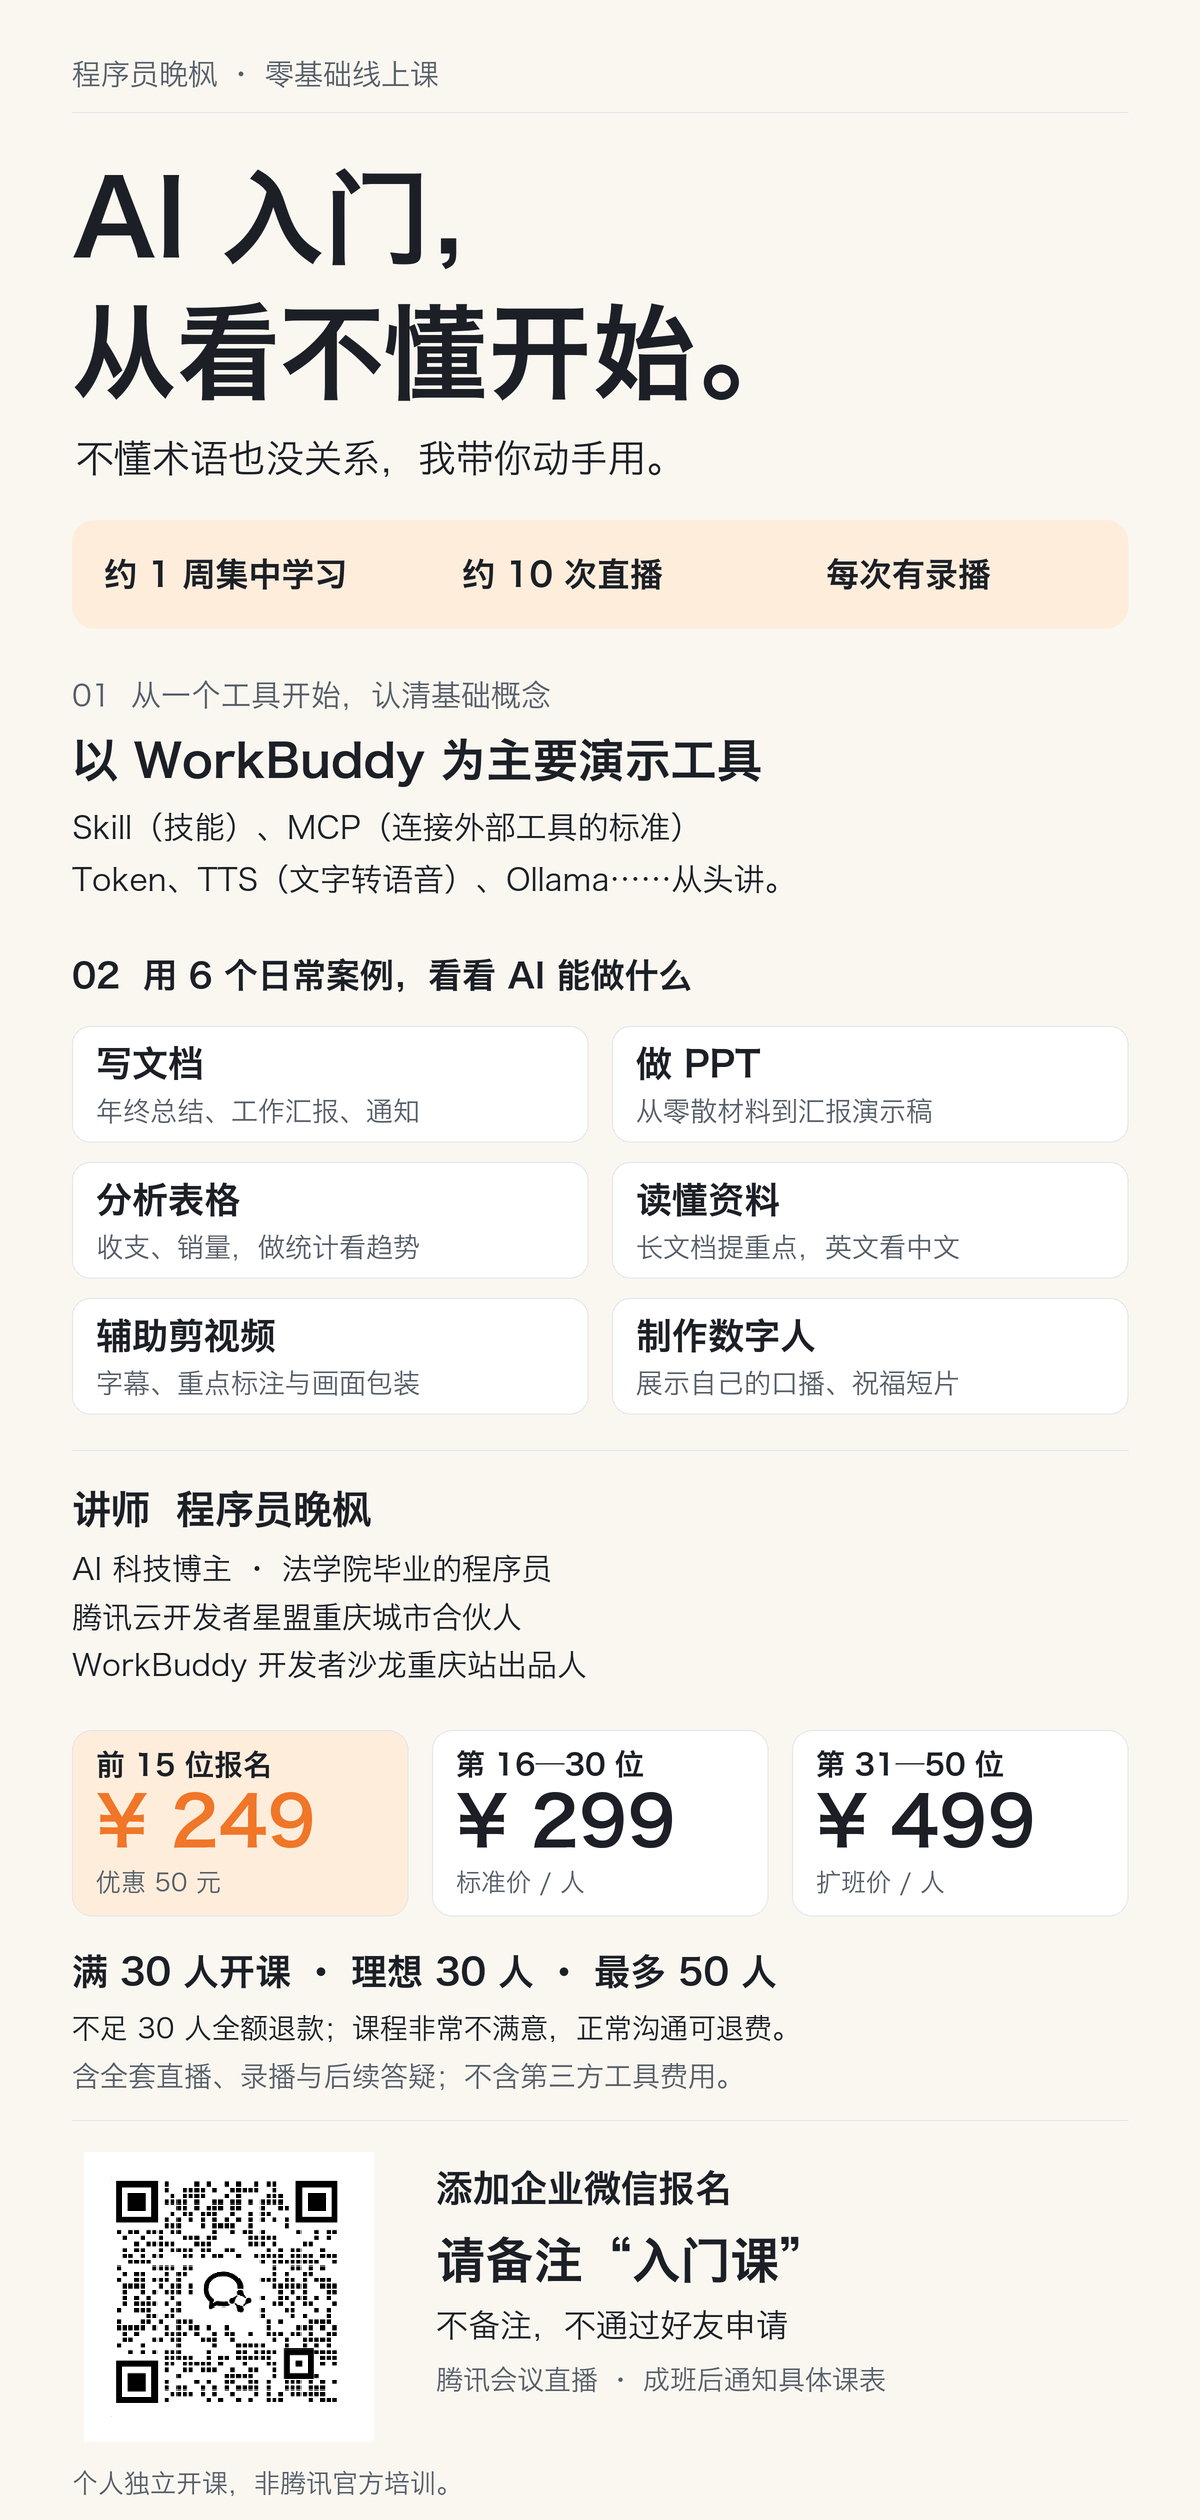 程序员晚枫 · 零基础线上课
AI 入门，
从看不懂开始。
不懂术语也没关系，我带你动手用。
约 1 周集中学习 约 10 次直播 每次有录播
01 从一个工具开始，认清基础概念
以 WorkBuddy 为主要演示工具
Skill（技能）、MCP（连接外部工具的标准）
Token、TTS（文字转语音）、Ollama……从头讲。
02 用 6 个日常案例，看看 AI 能做什么
写文档
年终总结、工作汇报、通知
做 PPT
从零散材料到汇报演示稿
分析表格
收支、销量，做统计看趋势
读懂资料
长文档提重点，英文看中文
辅助剪视频
字幕、重点标注与画面包装
制作数字人
展示自己的口播、祝福短片
讲师 程序员晚枫
AI 科技博主 · 法学院毕业的程序员
腾讯云开发者星盟重庆城市合伙人
WorkBuddy 开发者沙龙重庆站出品人
前 15 位报名
¥ 249
优惠 50 元
第 16—30 位
¥ 299
标准价 / 人
第 31—50 位
¥ 499
扩班价 / 人
满 30 人开课 · 理想 30 人 · 最多 50 人
不足 30 人全额退款；课程非常不满意，正常沟通可退费。
含全套直播、录播与后续答疑；不含第三方工具费用。
添加企业微信报名
请备注“入门课”
不备注，不通过好友申请
腾讯会议直播 · 成班后通知具体课表
个人独立开课，非腾讯官方培训。